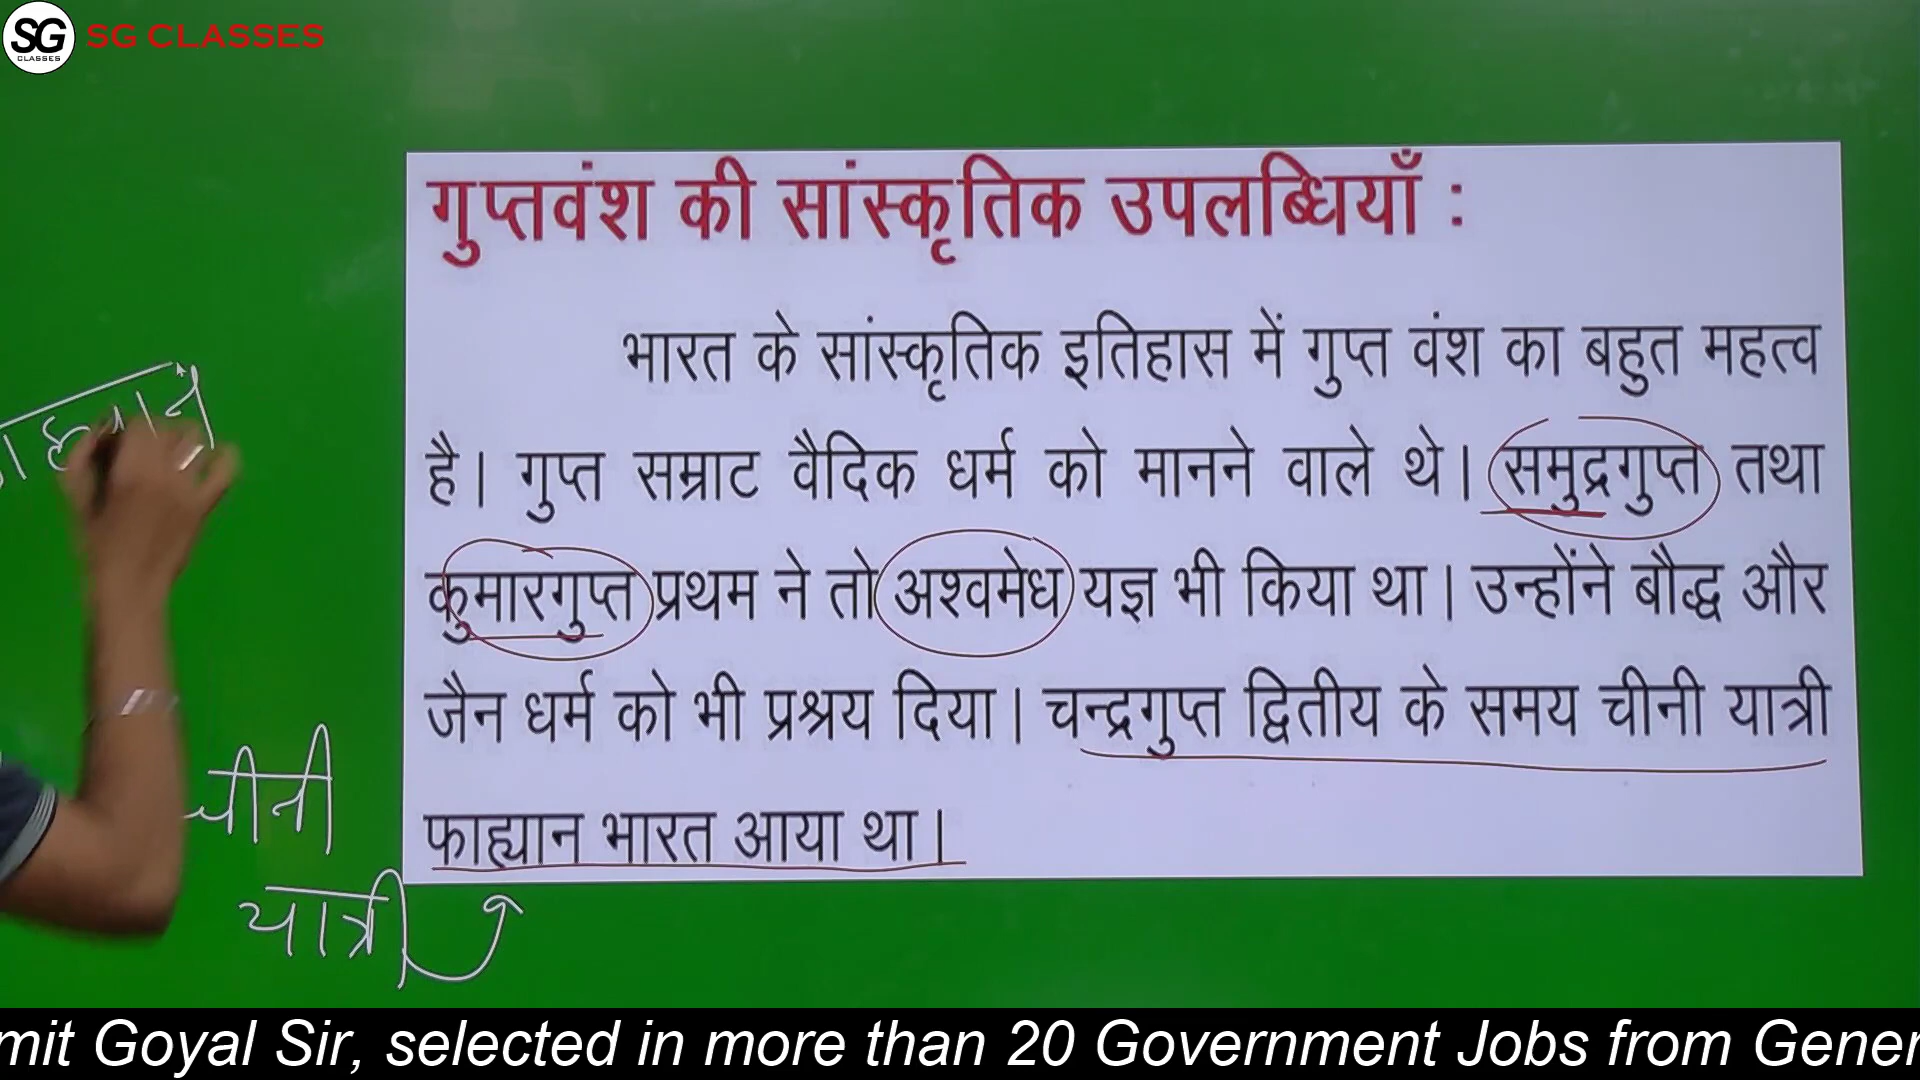 SG CLASSES
SG
CLASSES
गुप्तवंश की सांस्कृतिक उपलब्धियाँ :
भारत के सांस्कृतिक इतिहास में गुप्त वंश का बहुत महत्व
है। गुप्त सम्राट वैदिक धर्म को मानने वाले थे। समुद्रगुप्त तथा
कुमारगुप्त प्रथम ने तो अश्वमेध यज्ञ भी किया था। उन्होंने बौद्ध और
जैन धर्म को भी प्रश्रय दिया। चन्द्रगुप्त द्वितीय के समय चीनी यात्री
फाह्यान भारत आया था।
चीनी
यात्री
mit Goyal Sir, selected in more than 20 Government Jobs from Gener